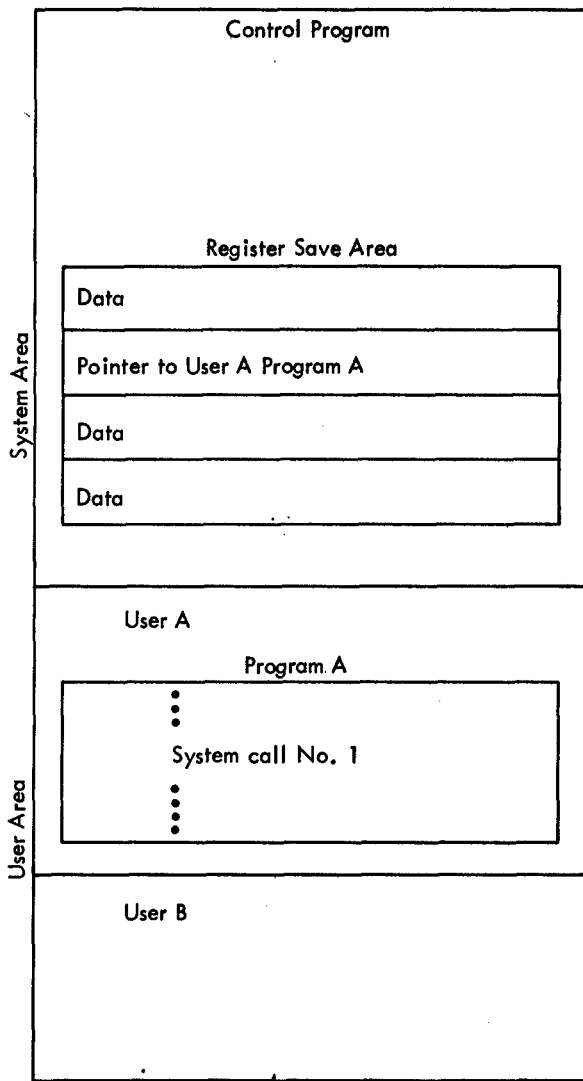 Control Program
Register Save Area
Data
Pointer to User A Program A
Data
Data
System Area
User A
Program A
System call No. 1
User Area
User B